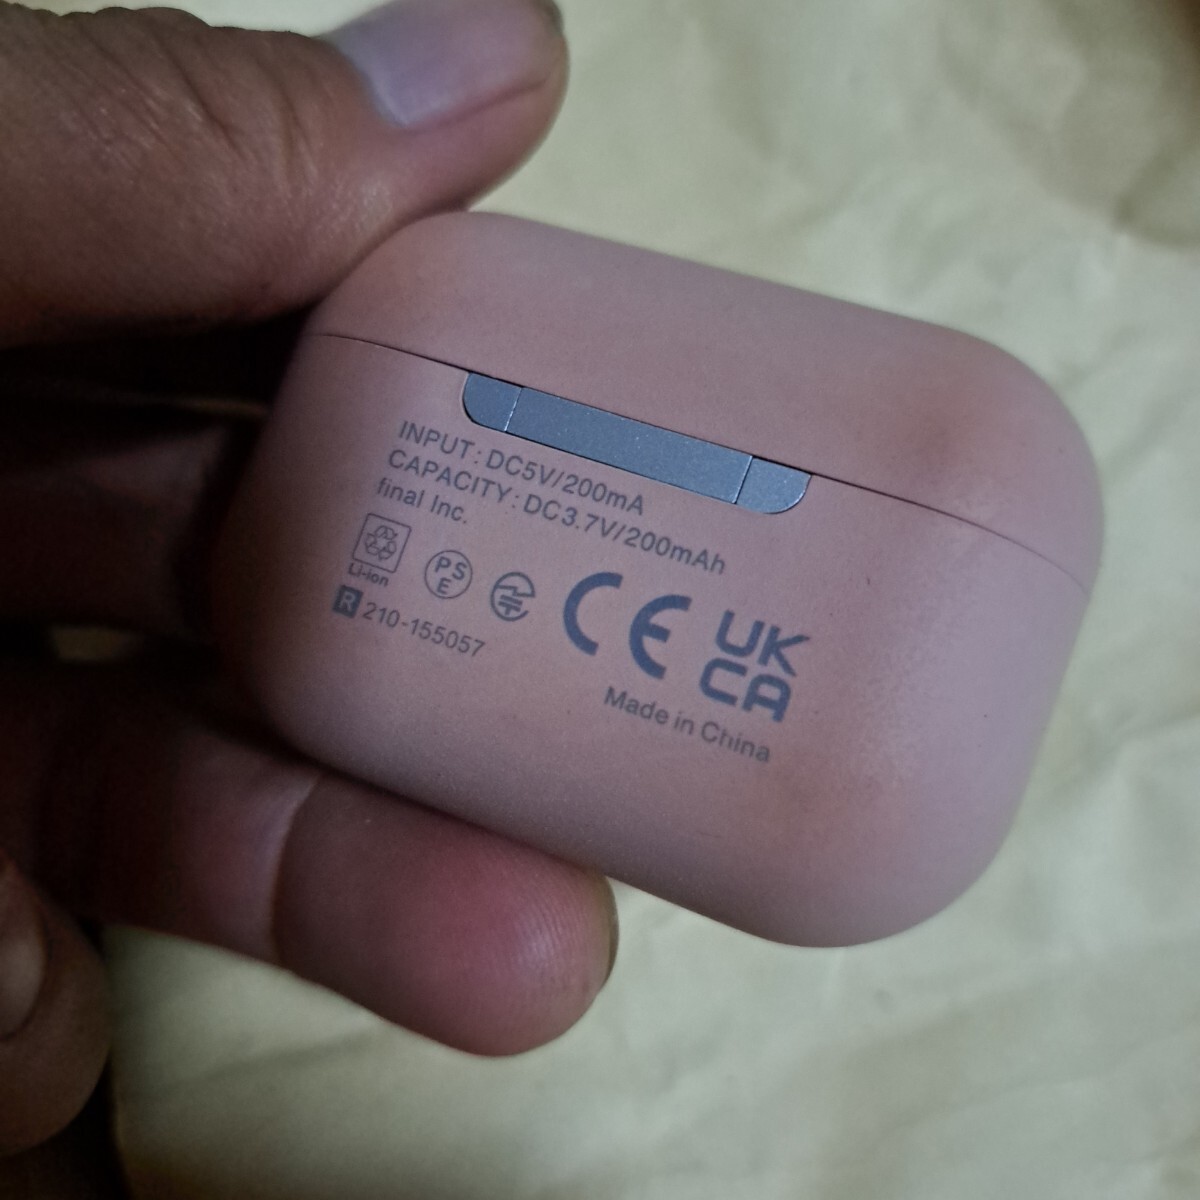 INPUT: DC5V/200mA
CAPACITY: DC3.7V/200mAh
final Inc.
Li-ion
PS
E
CE
UK
CA
R 210-155057
Made in China